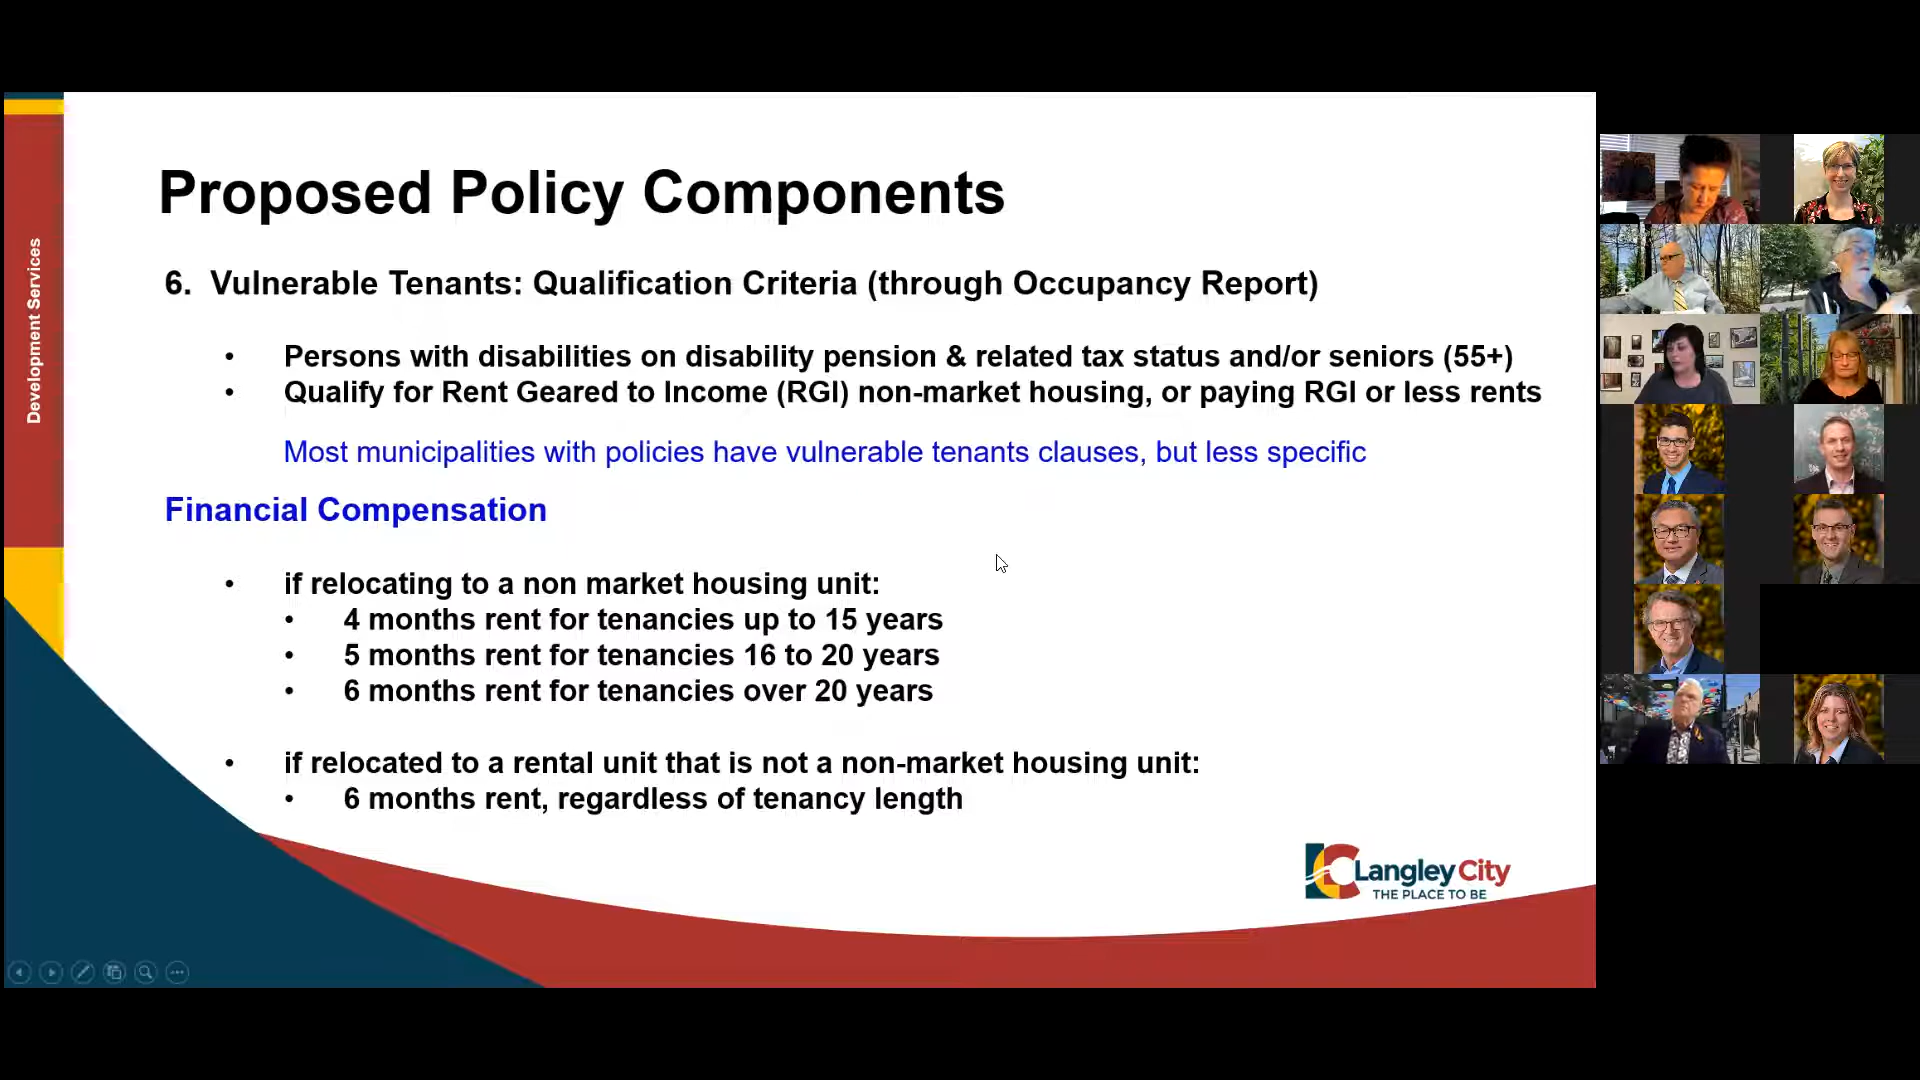 Development Services
Proposed Policy Components
6. Vulnerable Tenants: Qualification Criteria (through Occupancy Report)
• Persons with disabilities on disability pension & related tax status and/or seniors (55+)
• Qualify for Rent Geared to Income (RGI) non-market housing, or paying RGI or less rents
Most municipalities with policies have vulnerable tenants clauses, but less specific
Financial Compensation
• if relocating to a non market housing unit:
• 4 months rent for tenancies up to 15 years
• 5 months rent for tenancies 16 to 20 years
• 6 months rent for tenancies over 20 years
• if relocated to a rental unit that is not a non-market housing unit:
• 6 months rent, regardless of tenancy length
LC Langley City
THE PLACE TO BE